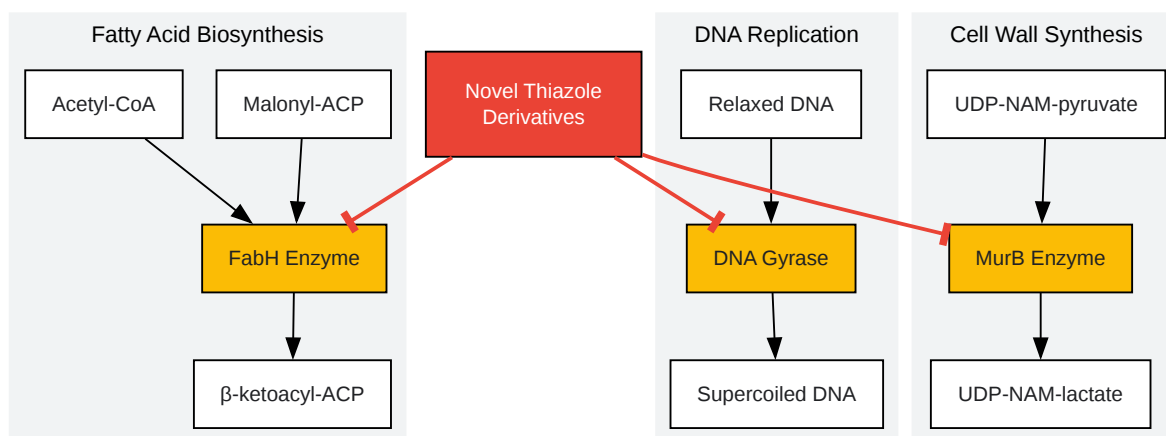 Fatty Acid Biosynthesis
Acetyl-CoA
Malonyl-ACP
FabH Enzyme
β-ketoacyl-ACP
Novel Thiazole
Derivatives
DNA Replication
Relaxed DNA
DNA Gyrase
Supercoiled DNA
Cell Wall Synthesis
UDP-NAM-pyruvate
MurB Enzyme
UDP-NAM-lactate